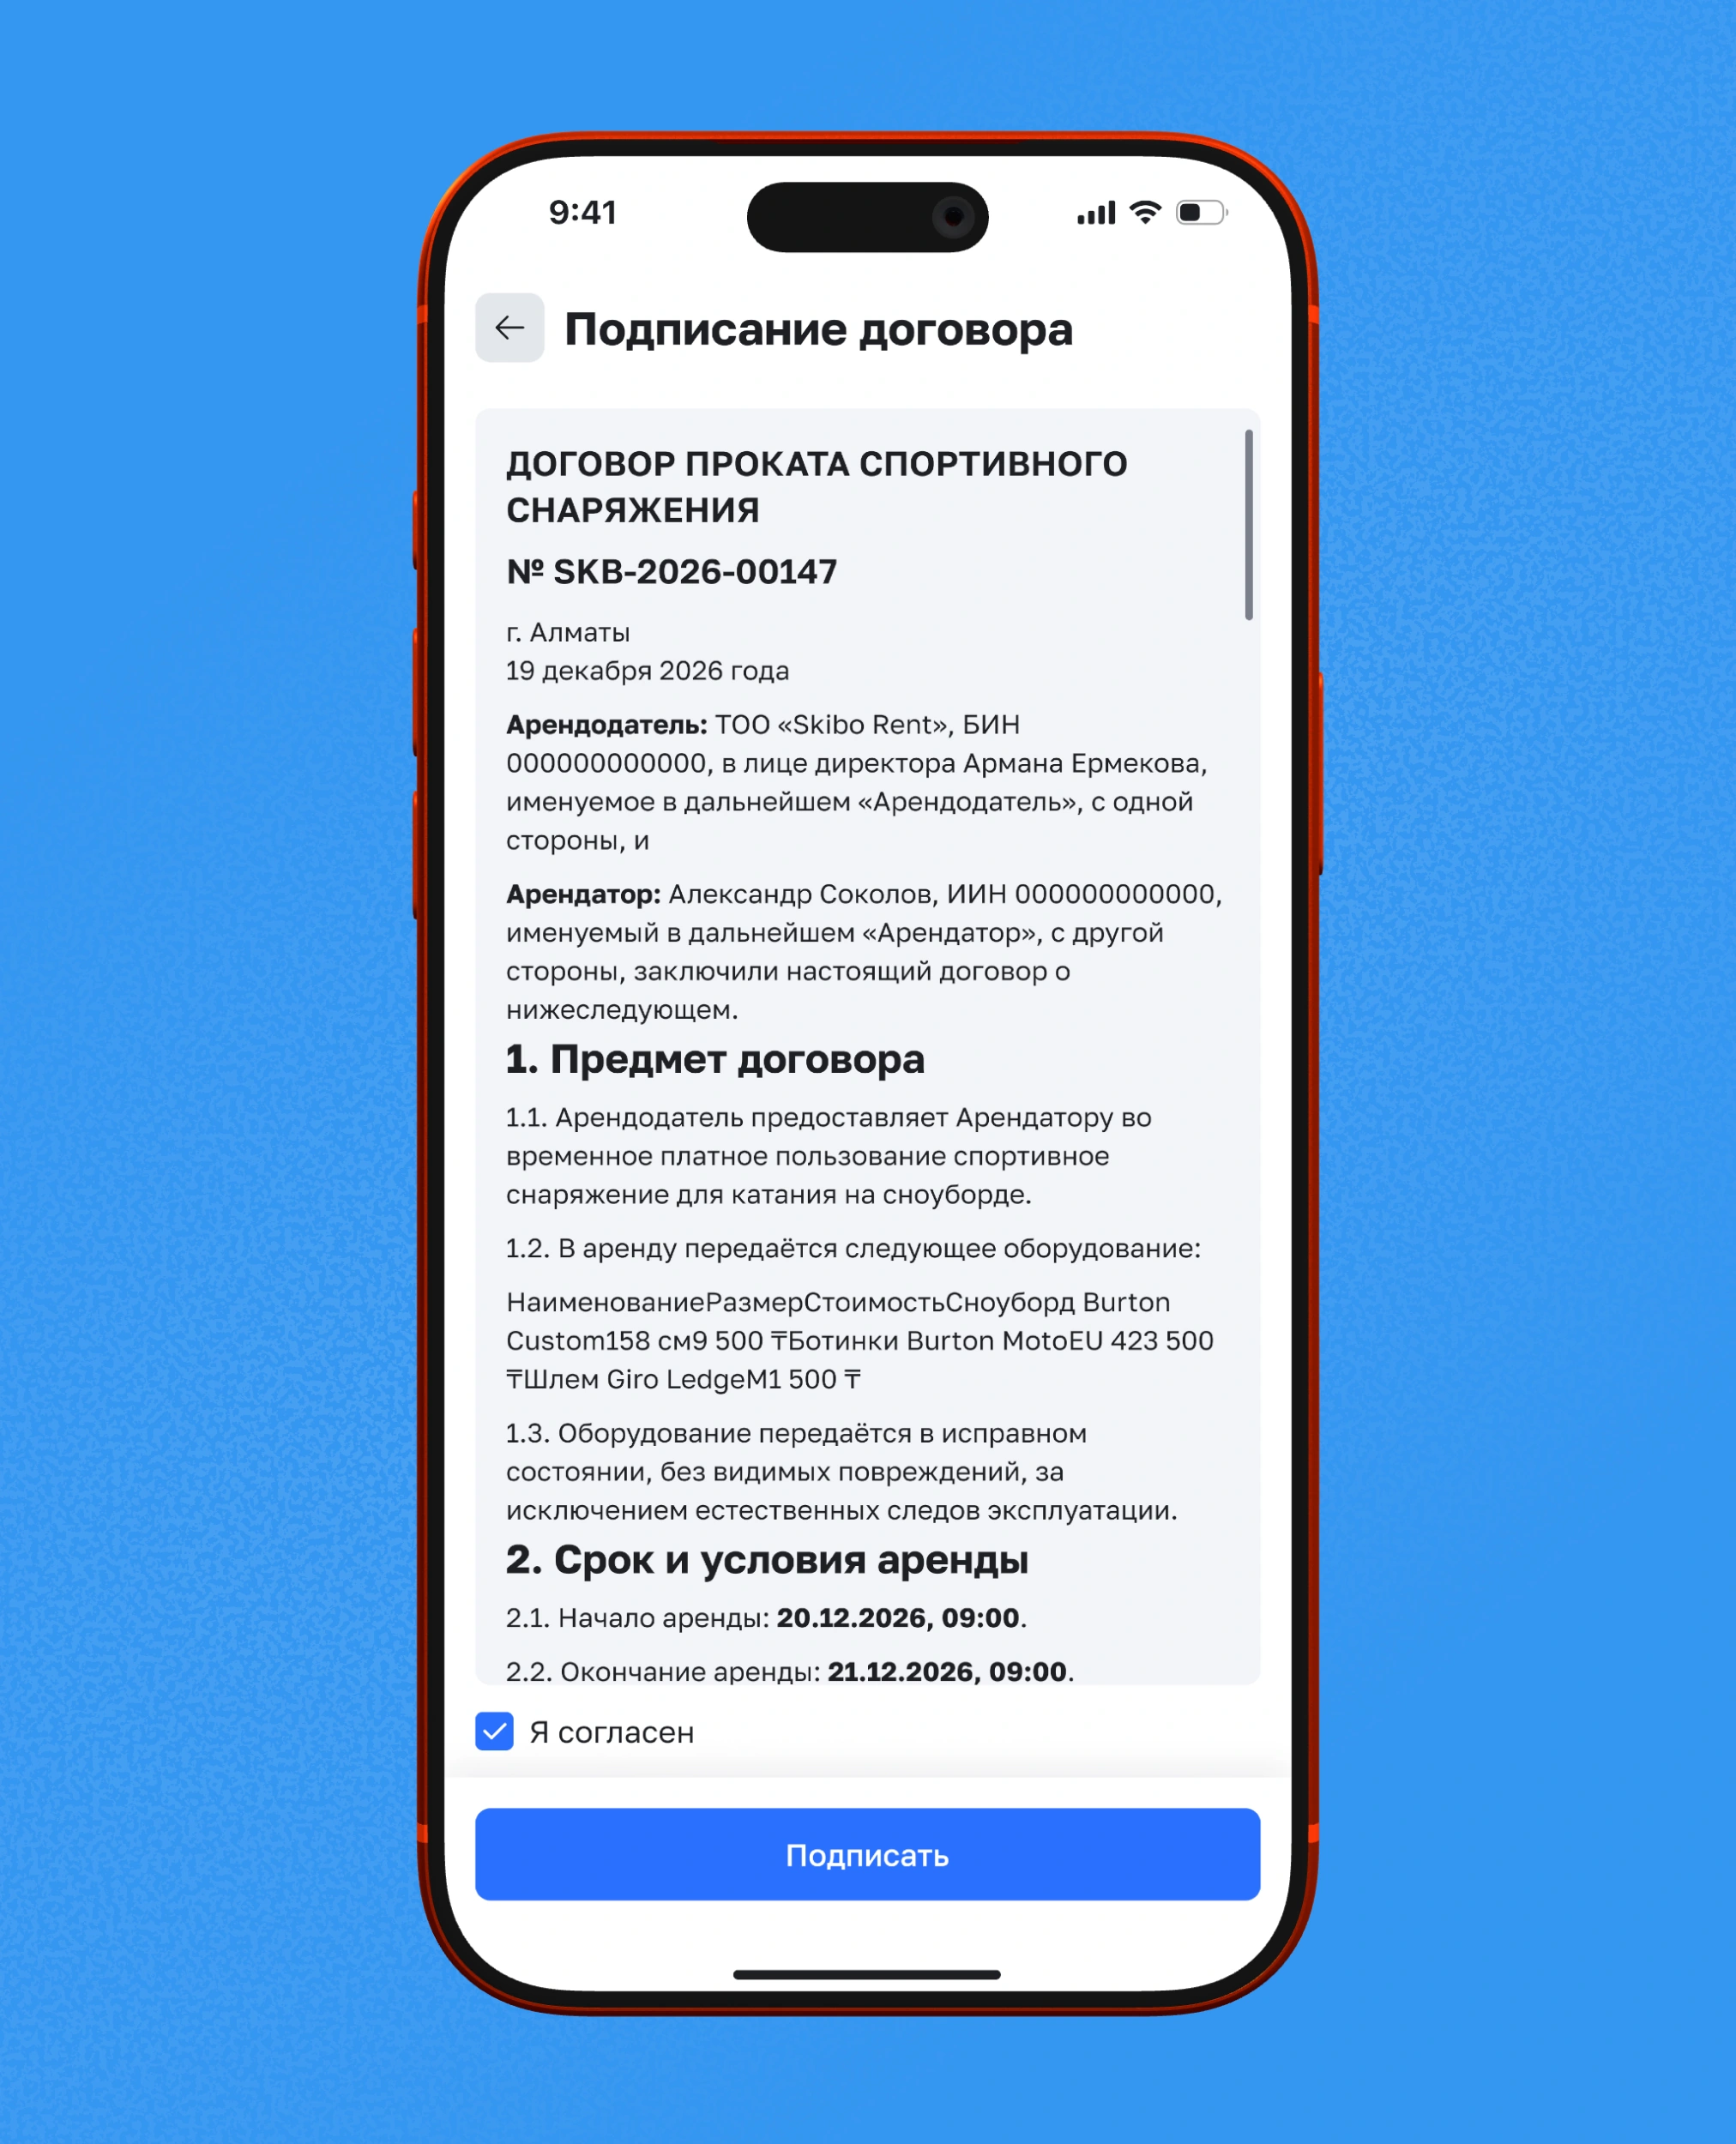 9:41
Подписание договора
ДОГОВОР ПРОКАТА СПОРТИВНОГО
СНАРЯЖЕНИЯ
№ SKB-2026-00147
г. Алматы
19 декабря 2026 года
Арендодатель: ТОО «Skibo Rent», БИН
000000000000, в лице директора Армана Ермекова,
именуемое в дальнейшем «Арендодатель», с одной
стороны, и
Арендатор: Александр Соколов, ИИН 000000000000,
именуемый в дальнейшем «Арендатор», с другой
стороны, заключили настоящий договор о
нижеследующем.
1. Предмет договора
1.1. Арендодатель предоставляет Арендатору во
временное платное пользование спортивное
снаряжение для катания на сноуборде.
1.2. В аренду передаётся следующее оборудование:
НаименованиеРазмерСтоимостьСноуборд Burton
Custom158 см9 500 ₸Ботинки Burton MotoEU 423 500
₸Шлем Giro LedgeM1 500 ₸
1.3. Оборудование передаётся в исправном
состоянии, без видимых повреждений, за
исключением естественных следов эксплуатации.
2. Срок и условия аренды
2.1. Начало аренды: 20.12.2026, 09:00.
2.2. Окончание аренды: 21.12.2026, 09:00.
Я согласен
Подписать